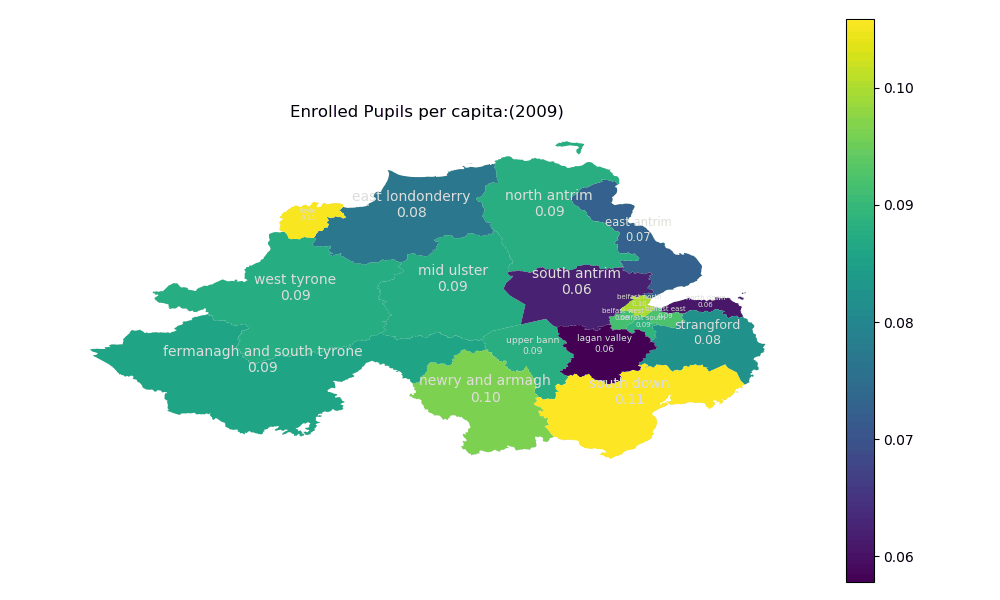 Enrolled Pupils per capita:(2009)
0.10
0.09
0.08
0.07
0.06
east londonderry
0.08
north antrim
0.09
east antrim
0.07
west tyrone
0.09
mid ulster
0.09
south antrim
0.06
belfast north
0.06
belfast west
belfast east
belfast south
0.09
strangford
0.08
upper bann
0.09
lagan valley
0.06
fermanagh and south tyrone
0.09
newry and armagh
0.10
south down
0.11